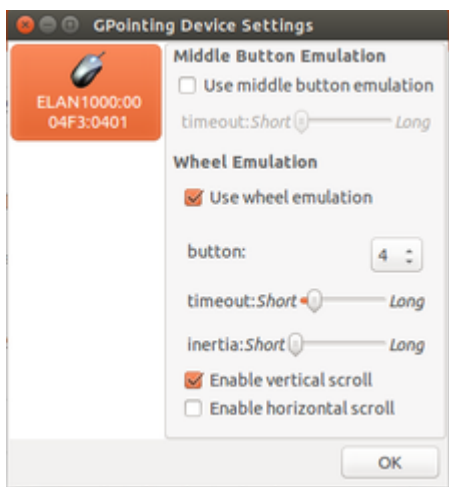 GPointing Device Settings
ELAN1000:00
04F3:0401
Middle Button Emulation
Use middle button emulation
timeout: Short Long
Wheel Emulation
Use wheel emulation
button: 4
timeout: Short Long
inertia: Short Long
Enable vertical scroll
Enable horizontal scroll
OK